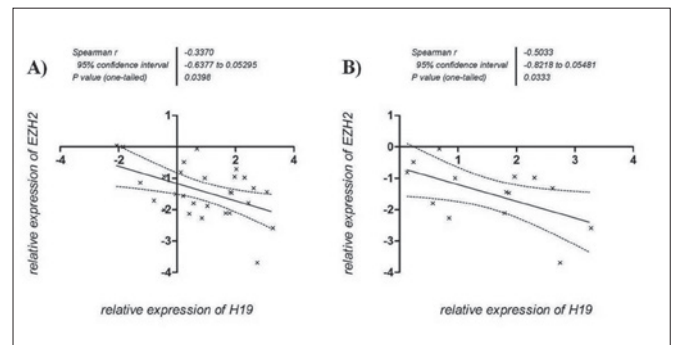 Spearman r -0.3370
95% confidence interval -0.6377 to 0.05295
P value (one-tailed) 0.0398
A)
relative expression of EZH2
1
0
-1
-2
-3
-4
-4 -2 0 2 4
relative expression of H19
Spearman r -0.5033
95% confidence interval -0.8218 to 0.05481
P value (one-tailed) 0.0333
B)
relative expression of EZH2
1
0
-1
-2
-3
-4
1 2 3 4
relative expression of H19